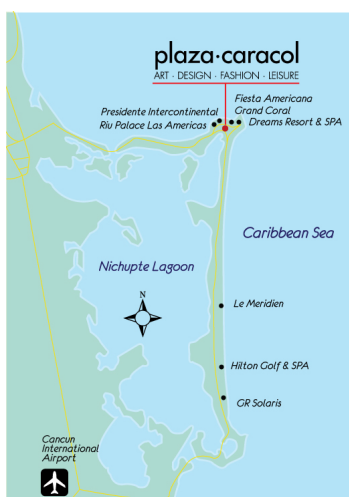 plaza·caracol
ART · DESIGN · FASHION · LEISURE
Fiesta Americana
Grand Coral
Presidente Intercontinental
Riu Palace Las Americas
Dreams Resort & SPA
Caribbean Sea
Nichupte Lagoon
N
Le Meridien
Hilton Golf & SPA
GR Solaris
Cancun
International
Airport